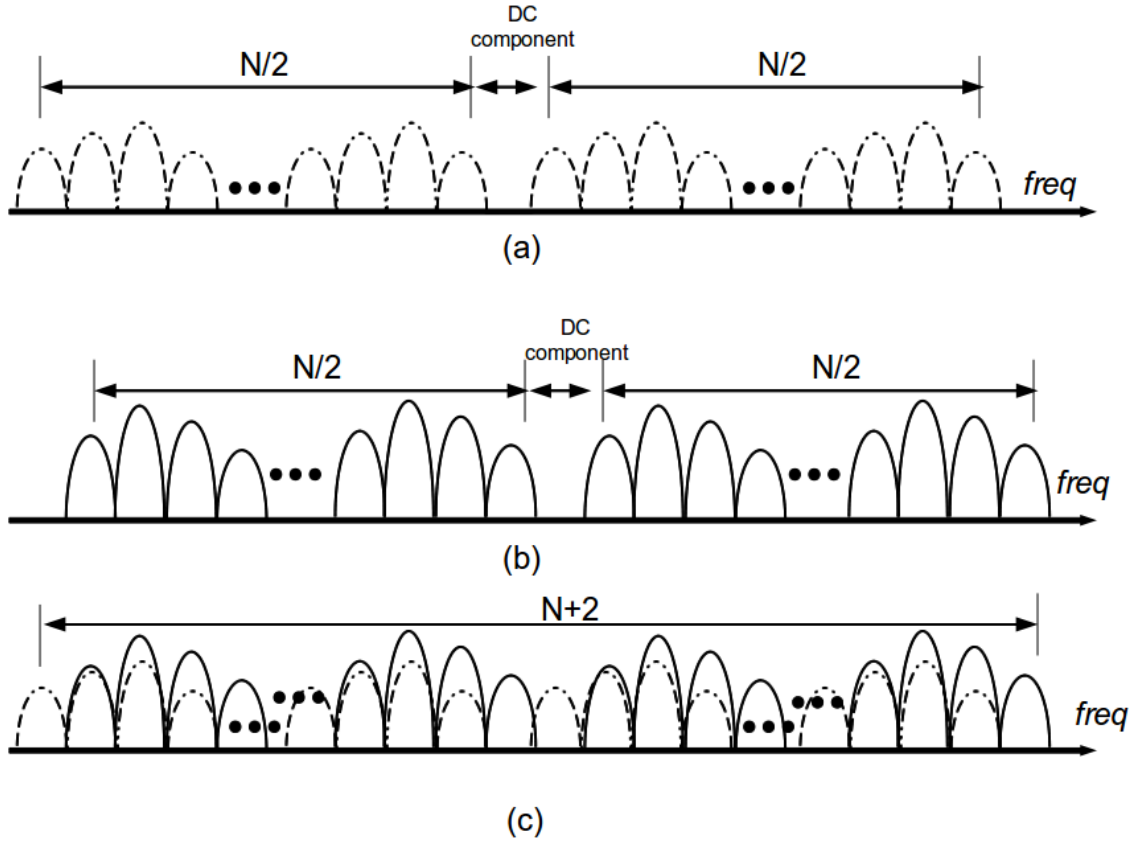 DC
component
N/2
N/2
freq
(a)
DC
component
N/2
N/2
freq
(b)
N+2
freq
(c)